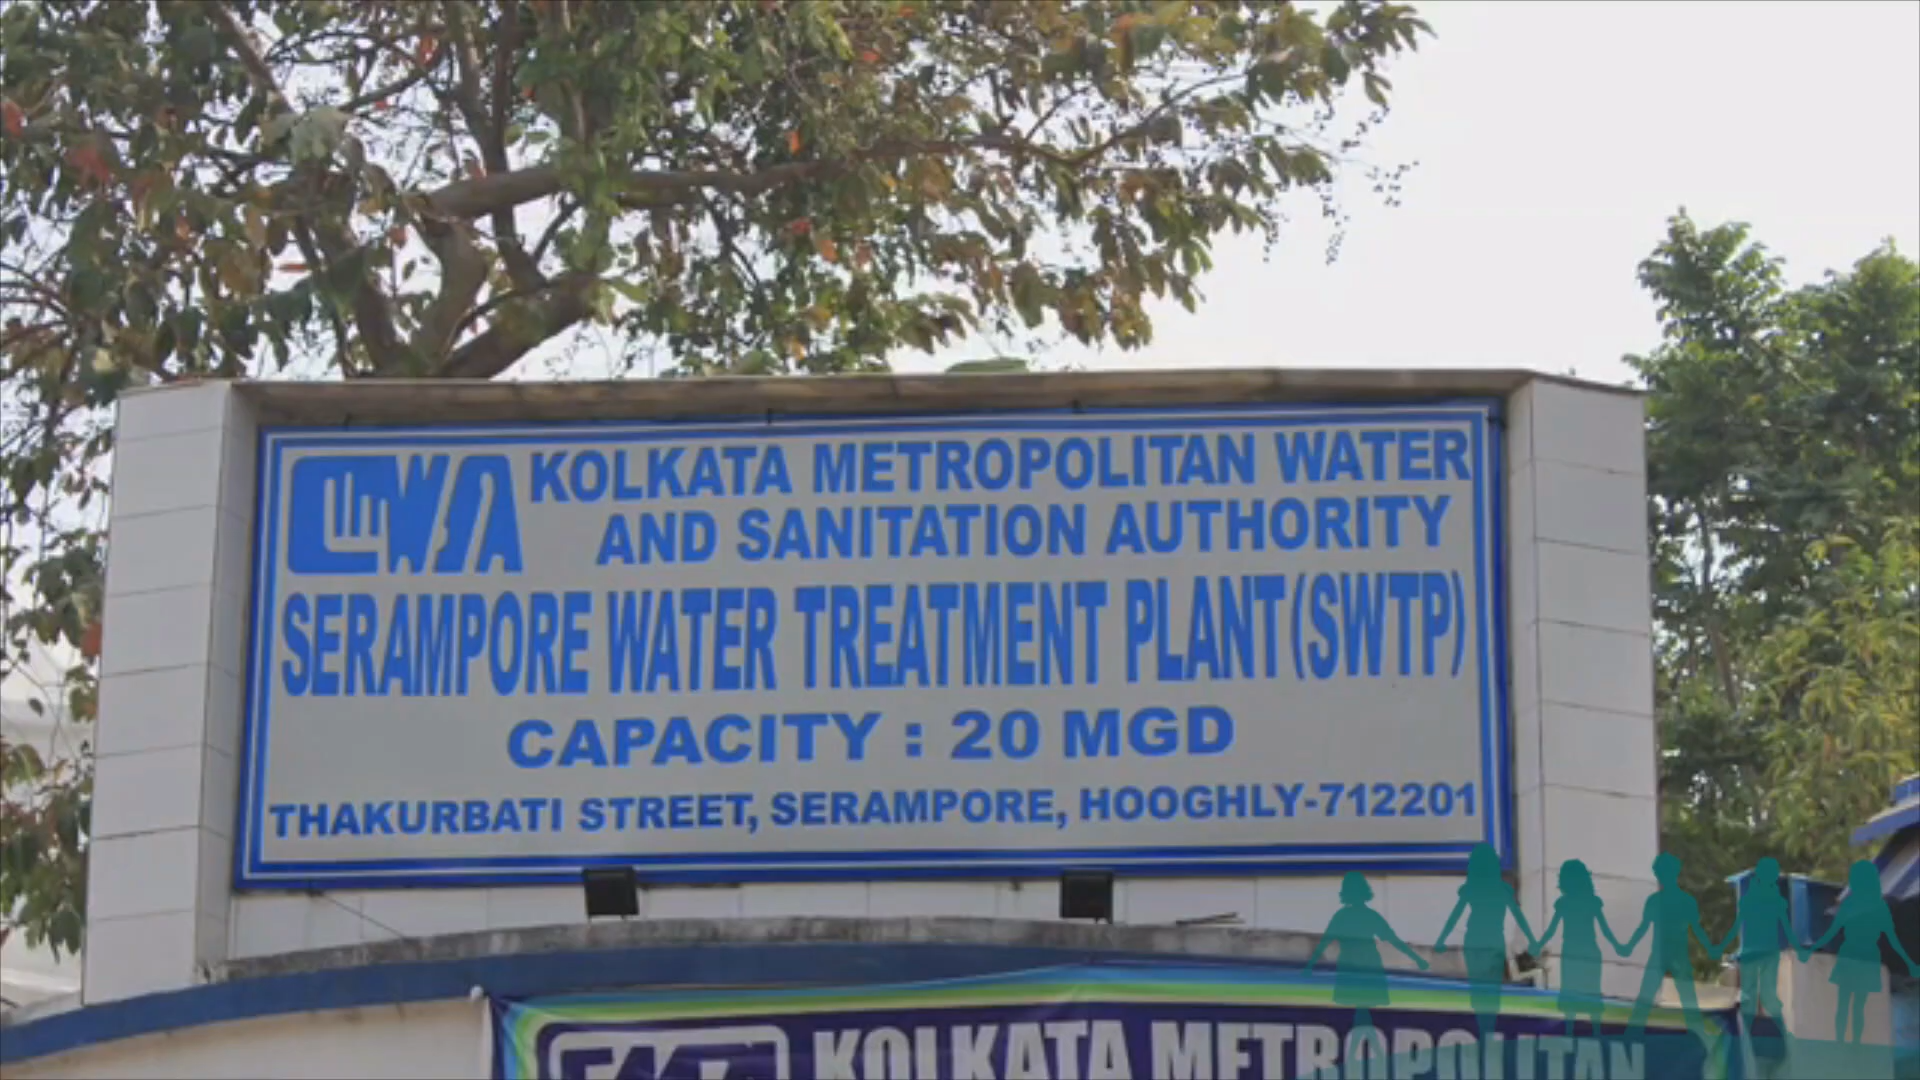 KOLKATA METROPOLITAN WATER
AND SANITATION AUTHORITY
SERAMPORE WATER TREATMENT PLANT(SWTP)
CAPACITY : 20 MGD
THAKURBATI STREET, SERAMPORE, HOOGHLY-712201
KOLKATA METROPOLITAN